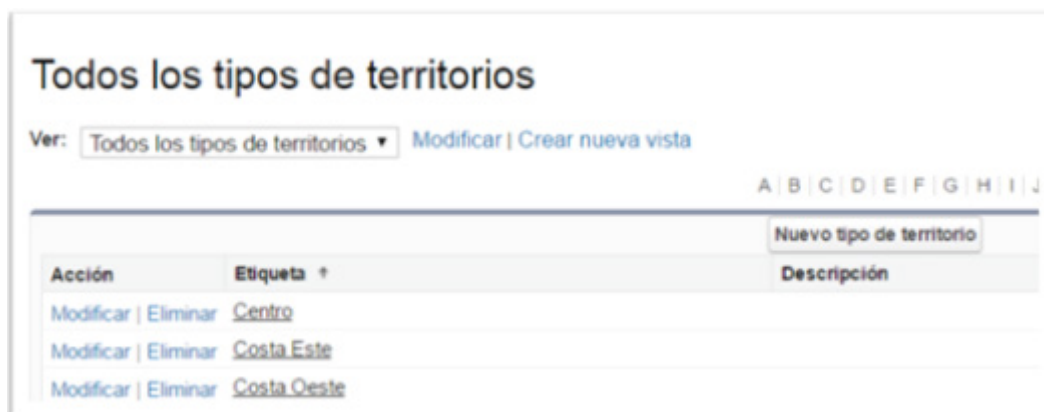 Todos los tipos de territorios
Ver: Todos los tipos de territorios ▼ Modificar | Crear nueva vista
A | B | C | D | E | F | G | H | I | J
Nuevo tipo de territorio
Acción Etiqueta ↑ Descripción
Modificar | Eliminar Centro
Modificar | Eliminar Costa Este
Modificar | Eliminar Costa Oeste